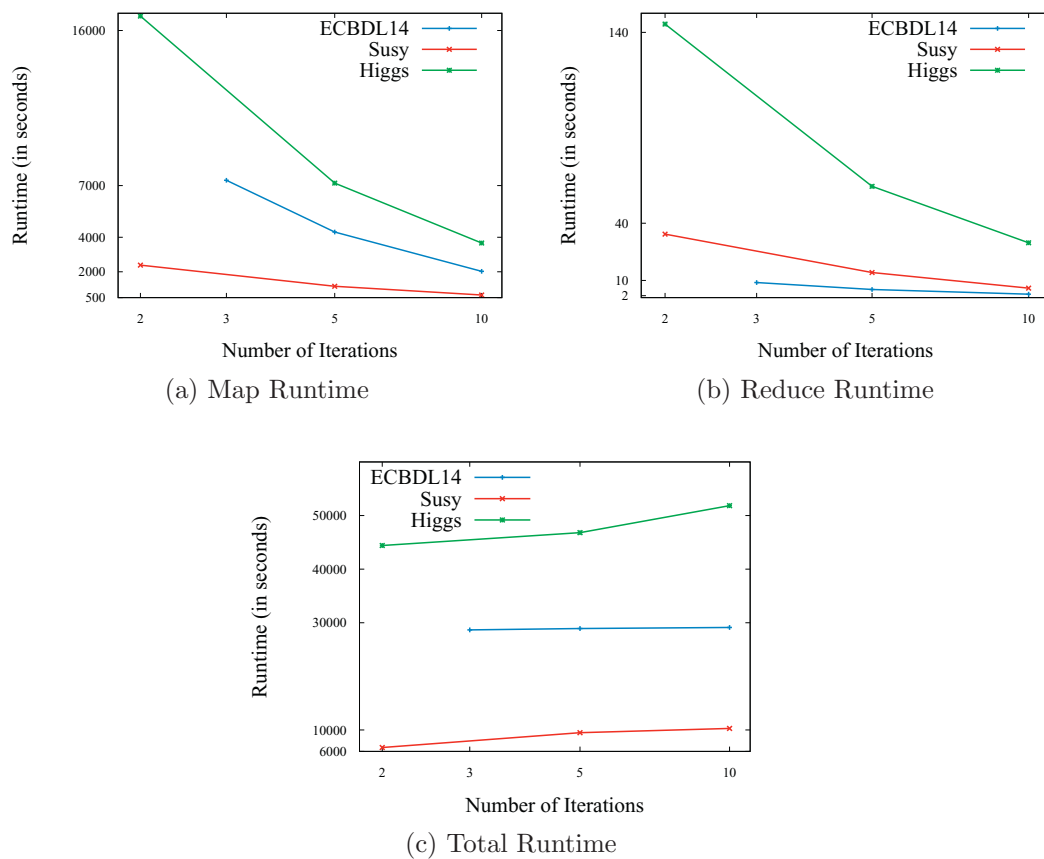 16000
7000
4000
2000
500
Runtime (in seconds)
ECBDL14
Susy
Higgs
2 3 5 10
Number of Iterations
(a) Map Runtime
140
40
10
2
Runtime (in seconds)
ECBDL14
Susy
Higgs
2 3 5 10
Number of Iterations
(b) Reduce Runtime
50000
40000
30000
10000
6000
Runtime (in seconds)
ECBDL14
Susy
Higgs
2 3 5 10
Number of Iterations
(c) Total Runtime